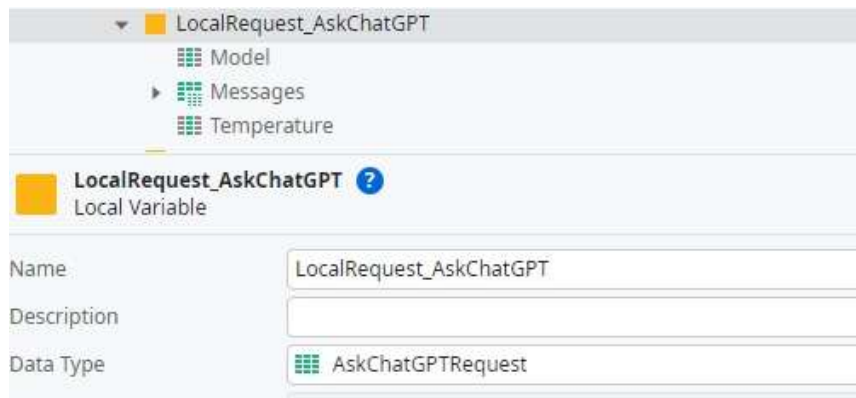 LocalRequest_AskChatGPT
Model
Messages
Temperature
LocalRequest_AskChatGPT ?
Local Variable
Name LocalRequest_AskChatGPT
Description
Data Type AskChatGPTRequest